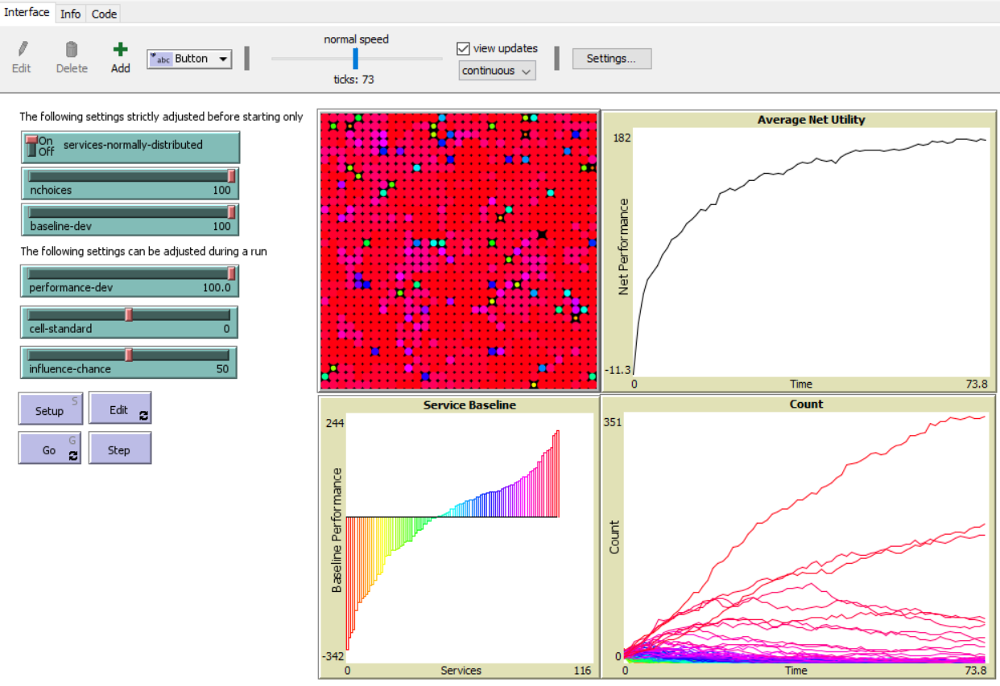 Interface Info Code
Edit Delete Add abc Button normal speed ticks: 73 view updates continuous Settings...
The following settings strictly adjusted before starting only
On
Off services-normally-distributed
nchoices 100
baseline-dev 100
The following settings can be adjusted during a run
performance-dev 100.0
cell-standard 0
influence-chance 50
Setup S
Edit
Go G
Step
Average Net Utility
182
Net Performance
-11.3
0 Time 73.8
Service Baseline
244
Baseline Performance
-342
0 Services 116
Count
351
Count
0
0 Time 73.8